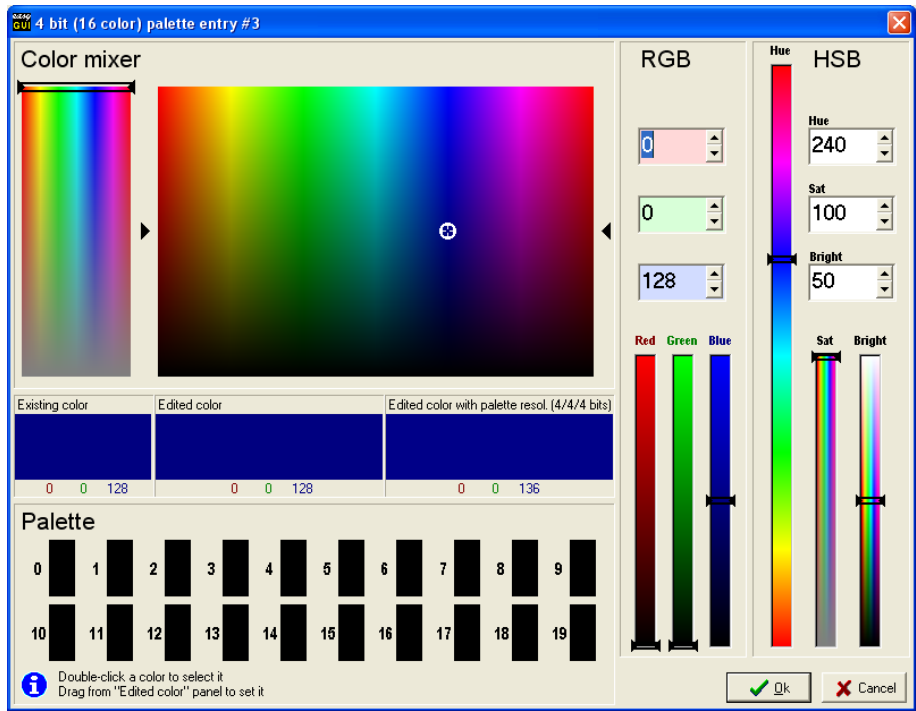 easy GUI 4 bit (16 color) palette entry #3
Color mixer
RGB
Hue
HSB
0
0
128
Hue
240
Sat
100
Bright
50
Red Green Blue
Sat Bright
Existing color
Edited color
Edited color with palette resol. (4/4/4 bits)
0 0 128
0 0 128
0 0 136
Palette
0 1 2 3 4 5 6 7 8 9
10 11 12 13 14 15 16 17 18 19
Double-click a color to select it
Drag from "Edited color" panel to set it
Ok
Cancel